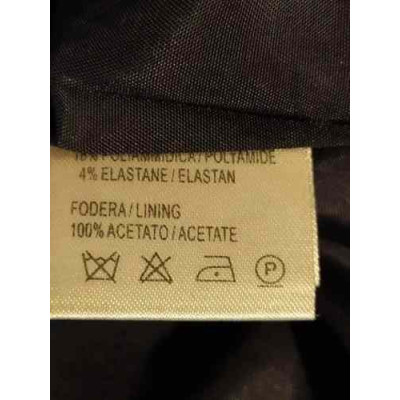 POLIAMMIDICA / POLYAMIDE
4% ELASTANE / ELASTAN
FODERA / LINING
100% ACETATO / ACETATE
P